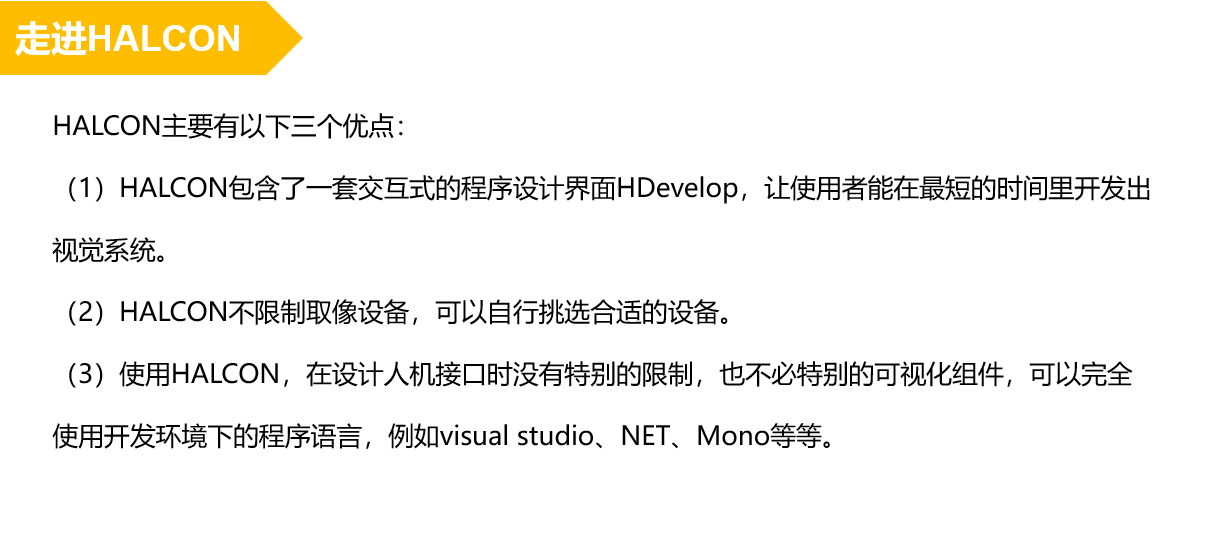 走进HALCON
HALCON主要有以下三个优点：
（1）HALCON包含了一套交互式的程序设计界面HDevelop，让使用者能在最短的时间里开发出
视觉系统。
（2）HALCON不限制取像设备，可以自行挑选合适的设备。
（3）使用HALCON，在设计人机接口时没有特别的限制，也不必特别的可视化组件，可以完全
使用开发环境下的程序语言，例如visual studio、NET、Mono等等。